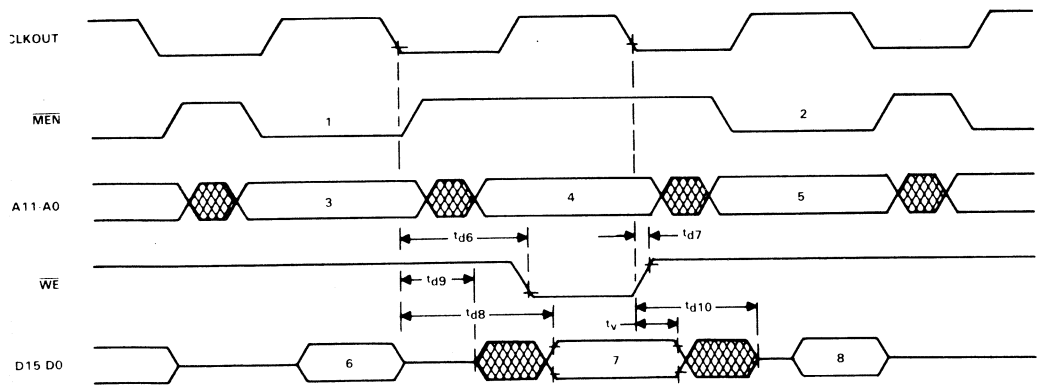 CLKOUT
MEN
1
2
A11-A0
3
4
5
td6
td7
WE
td9
td10
td8
tv
D15 D0
6
7
8